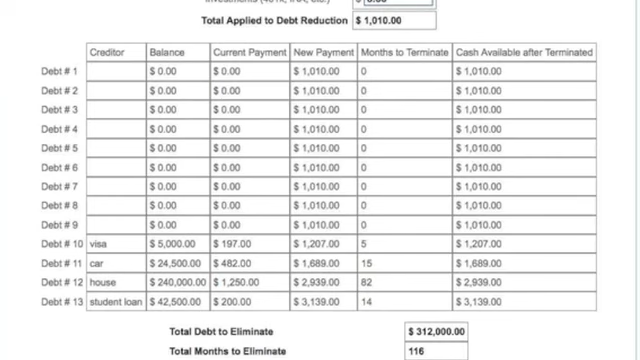 Investments (401k, IRA, etc.) $ 0.00
Total Applied to Debt Reduction $ 1,010.00
Creditor Balance Current Payment New Payment Months to Terminate Cash Available after Terminated
Debt # 1 $ 0.00 $ 0.00 $ 1,010.00 0 $ 1,010.00
Debt # 2 $ 0.00 $ 0.00 $ 1,010.00 0 $ 1,010.00
Debt # 3 $ 0.00 $ 0.00 $ 1,010.00 0 $ 1,010.00
Debt # 4 $ 0.00 $ 0.00 $ 1,010.00 0 $ 1,010.00
Debt # 5 $ 0.00 $ 0.00 $ 1,010.00 0 $ 1,010.00
Debt # 6 $ 0.00 $ 0.00 $ 1,010.00 0 $ 1,010.00
Debt # 7 $ 0.00 $ 0.00 $ 1,010.00 0 $ 1,010.00
Debt # 8 $ 0.00 $ 0.00 $ 1,010.00 0 $ 1,010.00
Debt # 9 $ 0.00 $ 0.00 $ 1,010.00 0 $ 1,010.00
Debt # 10 visa $ 5,000.00 $ 197.00 $ 1,207.00 5 $ 1,207.00
Debt # 11 car $ 24,500.00 $ 482.00 $ 1,689.00 15 $ 1,689.00
Debt # 12 house $ 240,000.00 $ 1,250.00 $ 2,939.00 82 $ 2,939.00
Debt # 13 student loan $ 42,500.00 $ 200.00 $ 3,139.00 14 $ 3,139.00
Total Debt to Eliminate $ 312,000.00
Total Months to Eliminate 116